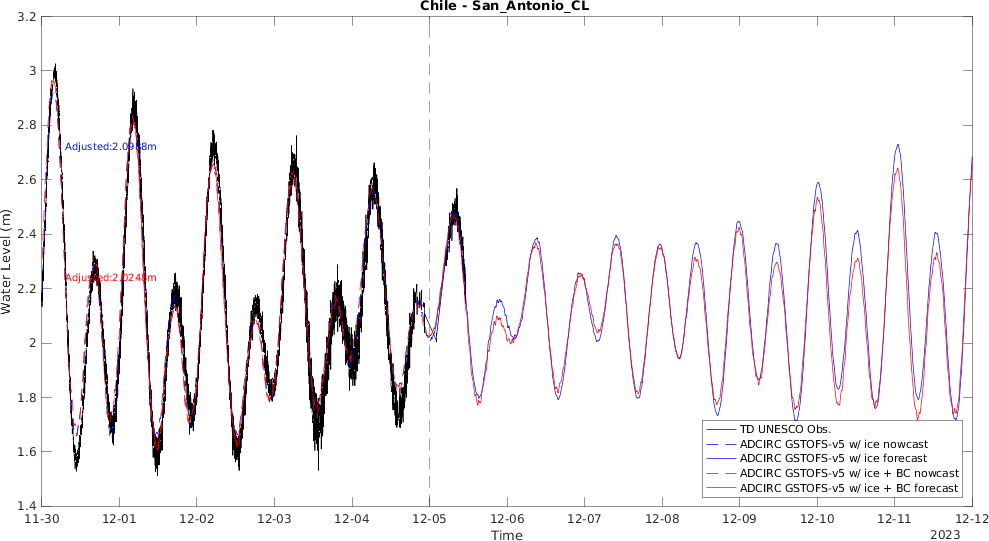 Chile - San_Antonio_CL
3.2
3
2.8
2.6
2.4
2.2
2
1.8
1.6
1.4
Water Level (m)
Adjusted:2.0988m
Adjusted:2.0248m
TD UNESCO Obs.
ADCIRC GSTOFS-v5 w/ ice nowcast
ADCIRC GSTOFS-v5 w/ ice forecast
ADCIRC GSTOFS-v5 w/ ice + BC nowcast
ADCIRC GSTOFS-v5 w/ ice + BC forecast
11-30 12-01 12-02 12-03 12-04 12-05 12-06 12-07 12-08 12-09 12-10 12-11 12-12
Time
2023